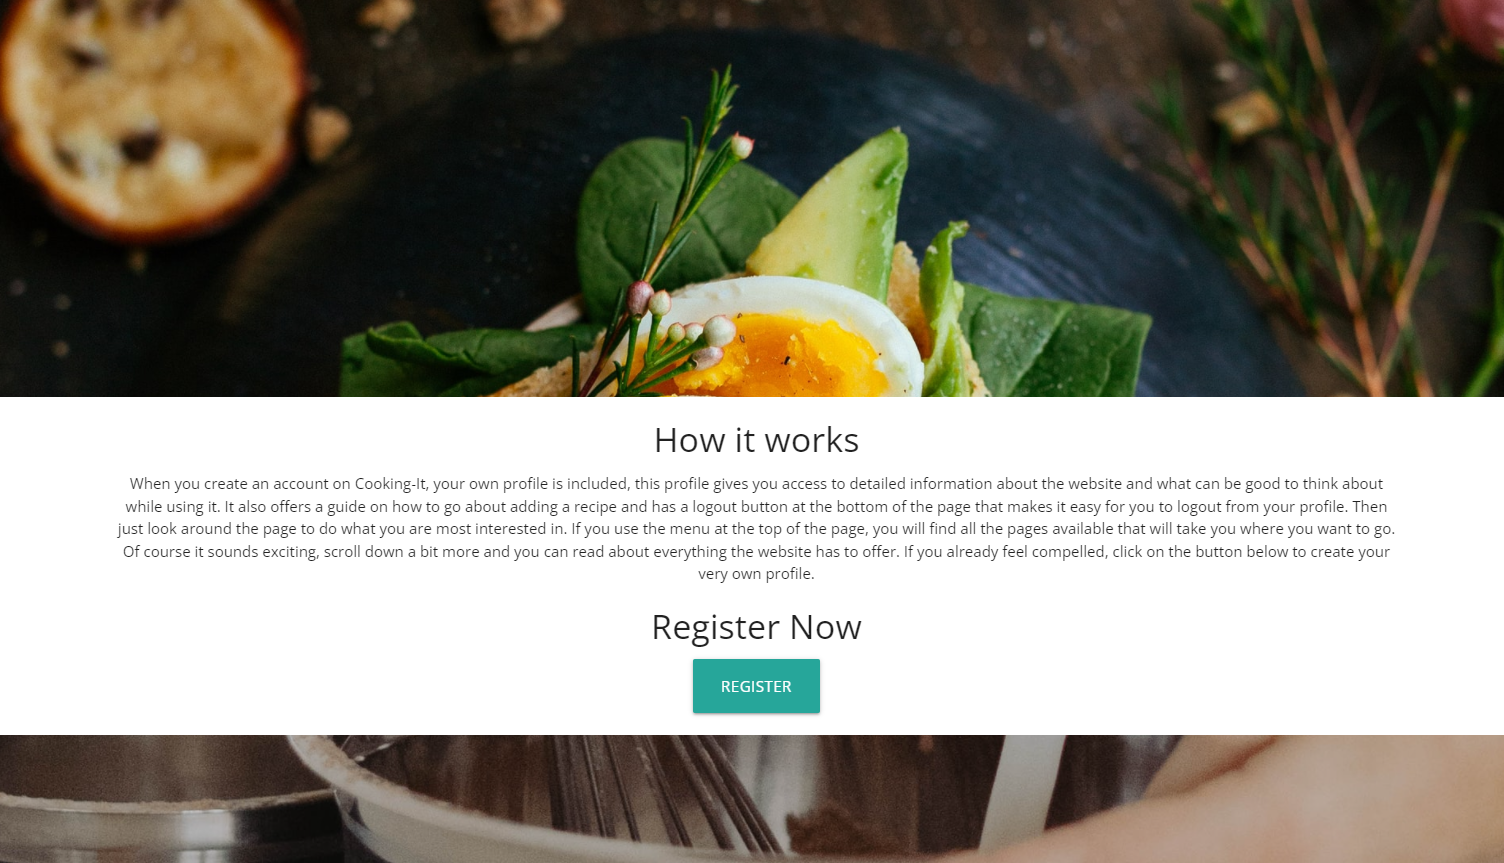 How it works
When you create an account on Cooking-It, your own profile is included, this profile gives you access to detailed information about the website and what can be good to think about
while using it. It also offers a guide on how to go about adding a recipe and has a logout button at the bottom of the page that makes it easy for you to logout from your profile. Then
just look around the page to do what you are most interested in. If you use the menu at the top of the page, you will find all the pages available that will take you where you want to go.
Of course it sounds exciting, scroll down a bit more and you can read about everything the website has to offer. If you already feel compelled, click on the button below to create your
very own profile.
Register Now
REGISTER